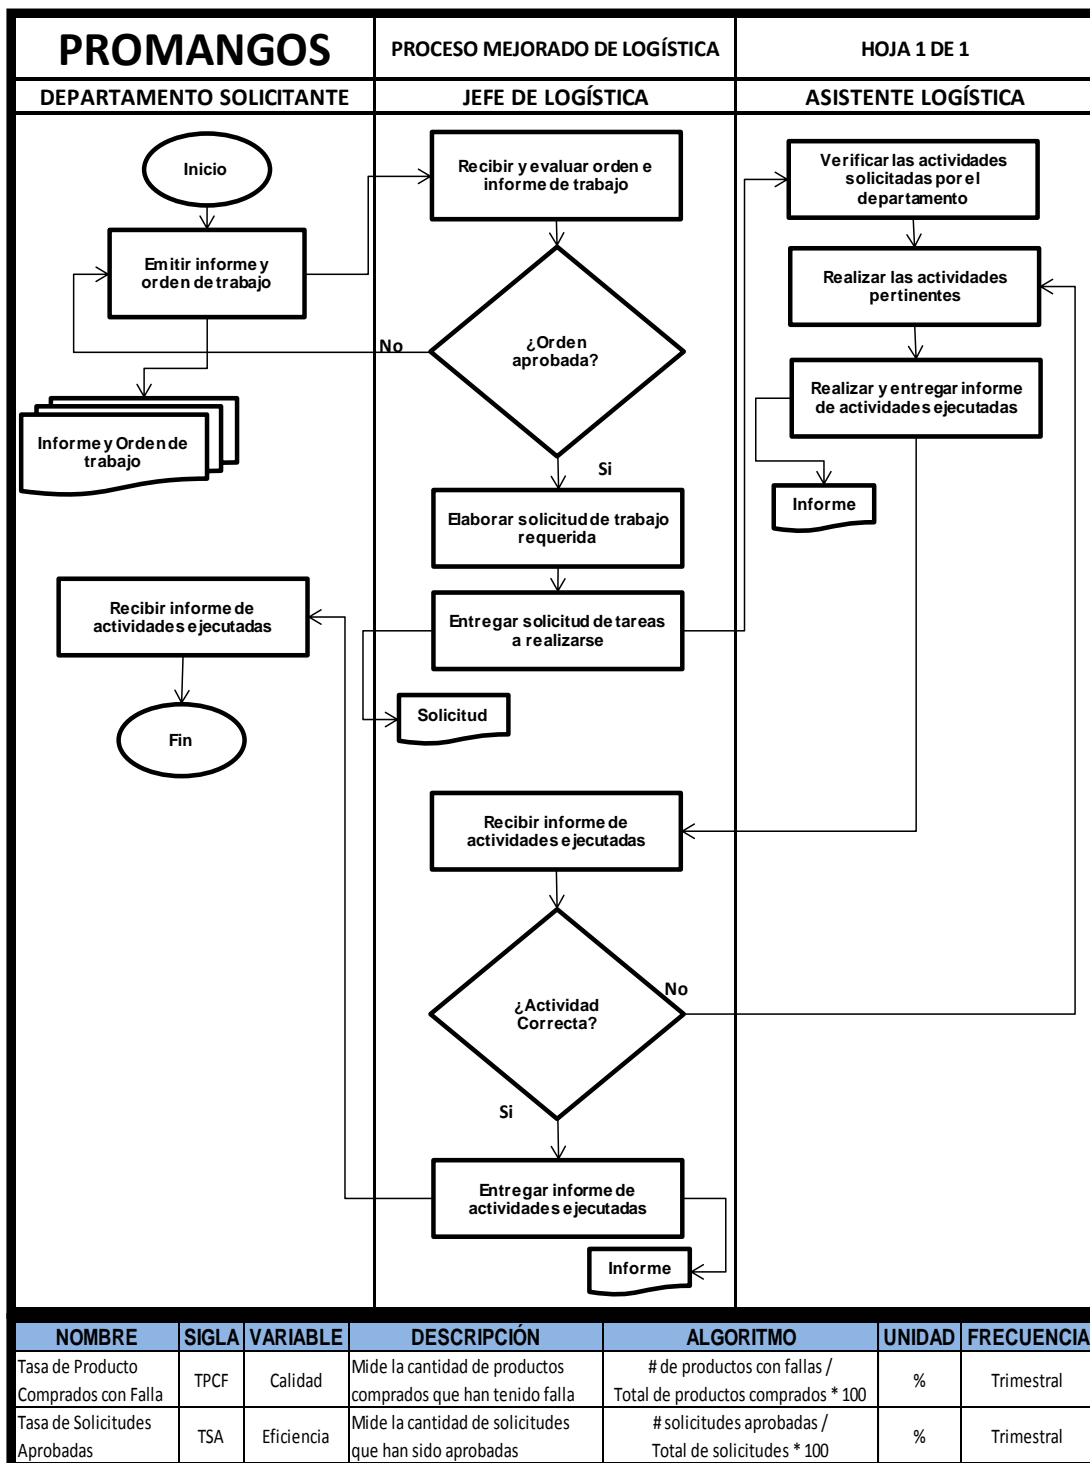 PROMANGOS
PROCESO MEJORADO DE LOGÍSTICA
HOJA 1 DE 1
DEPARTAMENTO SOLICITANTE
JEFE DE LOGÍSTICA
ASISTENTE LOGÍSTICA
Inicio
Emitir informe y
orden de trabajo
Informe y Orden de
trabajo
Recibir informe de
actividades ejecutadas
Fin
Recibir y evaluar orden e
informe de trabajo
¿Orden
aprobada?
No
Si
Elaborar solicitud de trabajo
requerida
Entregar solicitud de tareas
a realizarse
Solicitud
Recibir informe de
actividades ejecutadas
¿Actividad
Correcta?
No
Si
Entregar informe de
actividades ejecutadas
Informe
Verificar las actividades
solicitadas por el
departamento
Realizar las actividades
pertinentes
Realizar y entregar informe
de actividades ejecutadas
Informe
NOMBRE SIGLA VARIABLE DESCRIPCIÓN ALGORITMO UNIDAD FRECUENCIA
Tasa de Producto Mide la cantidad de productos # de productos con fallas /
Comprados con Falla TPCF Calidad comprados que han tenido falla Total de productos comprados * 100 % Trimestral
Tasa de Solicitudes Mide la cantidad de solicitudes # solicitudes aprobadas /
Aprobadas TSA Eficiencia que han sido aprobadas Total de solicitudes * 100 % Trimestral